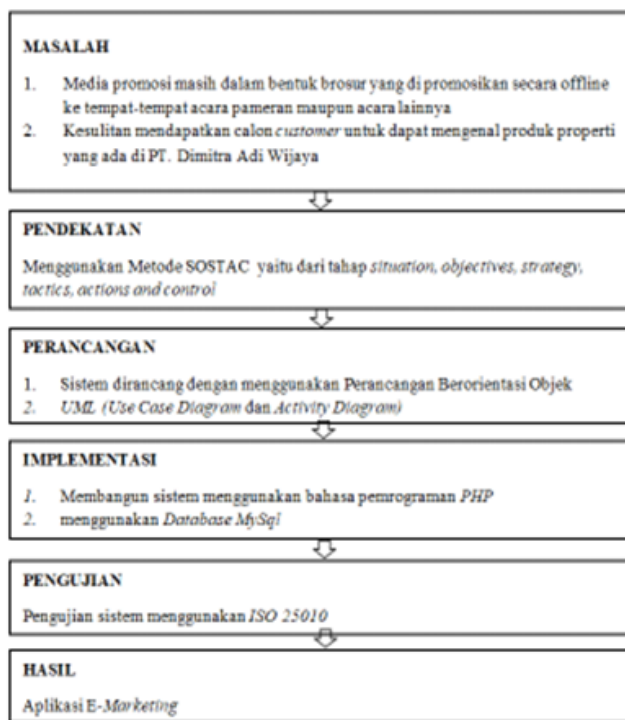 MASALAH
1. Media promosi masih dalam bentuk brosur yang di promosikan secara offline
ke tempat-tempat acara pameran maupun acara lainnya
2. Kesulitan mendapatkan calon customer untuk dapat mengenal produk properti
yang ada di PT. Dimitra Adi Wijaya
PENDEKATAN
Menggunakan Metode SOSTAC yaitu dari tahap situation, objectives, strategy,
tactics, actions and control
PERANCANGAN
1. Sistem dirancang dengan menggunakan Perancangan Berorientasi Objek
2. UML (Use Case Diagram dan Activity Diagram)
IMPLEMENTASI
1. Membangun sistem menggunakan bahasa pemrograman PHP
2. menggunakan Database MySql
PENGUJIAN
Pengujian sistem menggunakan ISO 25010
HASIL
Aplikasi E-Marketing